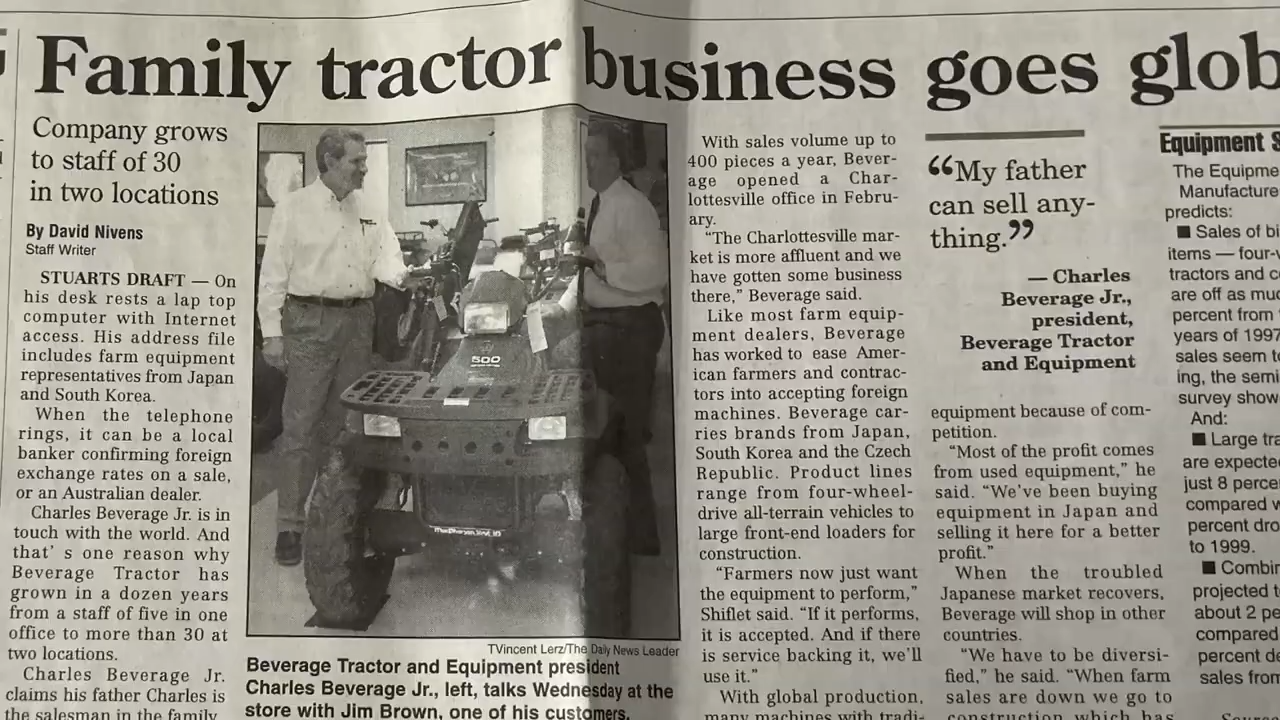 Family tractor business goes glob
Company grows
to staff of 30
in two locations
By David Nivens
Staff Writer
STUARTS DRAFT — On
his desk rests a lap top
computer with Internet
access. His address file
includes farm equipment
representatives from Japan
and South Korea.
When the telephone
rings, it can be a local
banker confirming foreign
exchange rates on a sale,
or an Australian dealer.
Charles Beverage Jr. is in
touch with the world. And
that' s one reason why
Beverage Tractor has
grown in a dozen years
from a staff of five in one
office to more than 30 at
two locations.
Charles Beverage Jr.
claims his father Charles is
the salesman in the family.
500
TVincent Lerz/The Daily News Leader
Beverage Tractor and Equipment president
Charles Beverage Jr., left, talks Wednesday at the
store with Jim Brown, one of his customers.
With sales volume up to
400 pieces a year, Bever-
age opened a Char-
lottesville office in Febru-
ary.
"The Charlottesville mar-
ket is more affluent and we
have gotten some business
there," Beverage said.
Like most farm equip-
ment dealers, Beverage
has worked to ease Amer-
ican farmers and contrac-
tors into accepting foreign
machines. Beverage car-
ries brands from Japan,
South Korea and the Czech
Republic. Product lines
range from four-wheel-
drive all-terrain vehicles to
large front-end loaders for
construction.
"Farmers now just want
the equipment to perform,"
Shiflet said. "If it performs,
it is accepted. And if there
is service backing it, we'll
use it."
With global production,
many machines with tradi-
“My father
can sell any-
thing.”
— Charles
Beverage Jr.,
president,
Beverage Tractor
and Equipment
equipment because of com-
petition.
"Most of the profit comes
from used equipment," he
said. "We've been buying
equipment in Japan and
selling it here for a better
profit."
When the troubled
Japanese market recovers,
Beverage will shop in other
countries.
"We have to be diversi-
fied," he said. "When farm
sales are down we go to
construction which has
Equipment S
The Equipme
Manufacture
predicts:
■ Sales of bi
items — four-w
tractors and c
are off as muc
percent from
years of 1997
sales seem to
ing, the semi
survey show
And:
■ Large tra
are expected
just 8 perce
compared w
percent dro
to 1999.
■ Combin
projected t
about 2 pe
compared
percent de
sales from